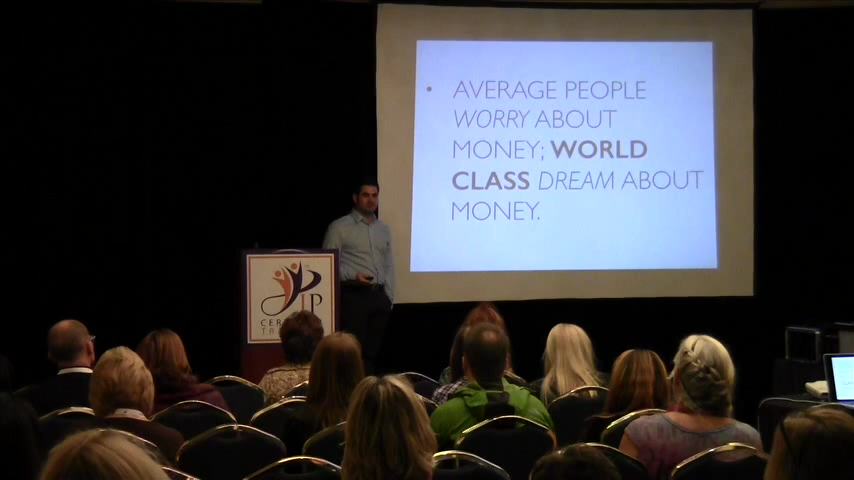 • AVERAGE PEOPLE
WORRY ABOUT
MONEY; WORLD
CLASS DREAM ABOUT
MONEY.